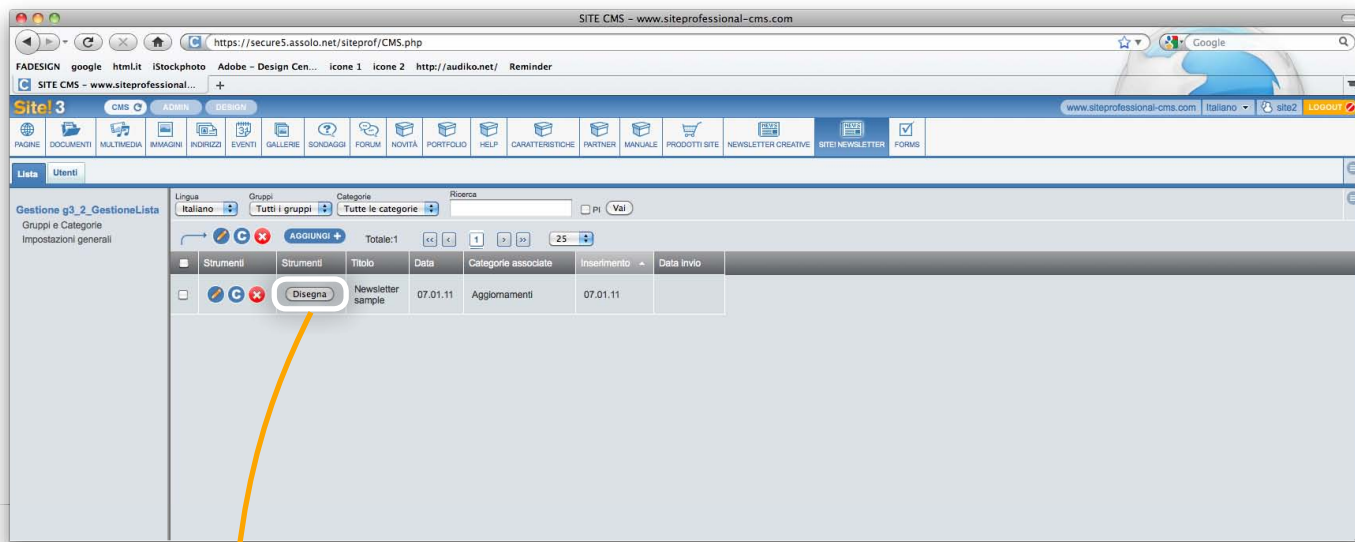 SITE CMS - www.siteprofessional-cms.com
https://secure5.assolo.net/siteprof/CMS.php
Google
FADESIGN google html.it iStockphoto Adobe - Design Cen... icone 1 icone 2 http://audiko.net/ Reminder
SITE CMS - www.siteprofessional... +
Site! 3 CMS ADMIN DESIGN www.siteprofessional-cms.com Italiano site2 LOGOUT
PAGINE DOCUMENTI MULTIMEDIA IMMAGINI INDIRIZZI EVENTI GALLERIE SONDAGGI FORUM NOVITÀ PORTFOLIO HELP CARATTERISTICHE PARTNER MANUALE PRODOTTI SITE NEWSLETTER CREATIVE SITE! NEWSLETTER FORMS
Lista Utenti
Gestione g3_2_GestioneLista
Gruppi e Categorie
Impostazioni generali
Lingua Gruppi Categorie Ricerca
Italiano Tutti i gruppi Tutte le categorie PI Vai
AGGIUNGI + Totale:1 << < 1 > >> 25
Strumenti Strumenti Titolo Data Categorie associate Inserimento Data invio
Disegna Newsletter sample 07.01.11 Aggiornamenti 07.01.11